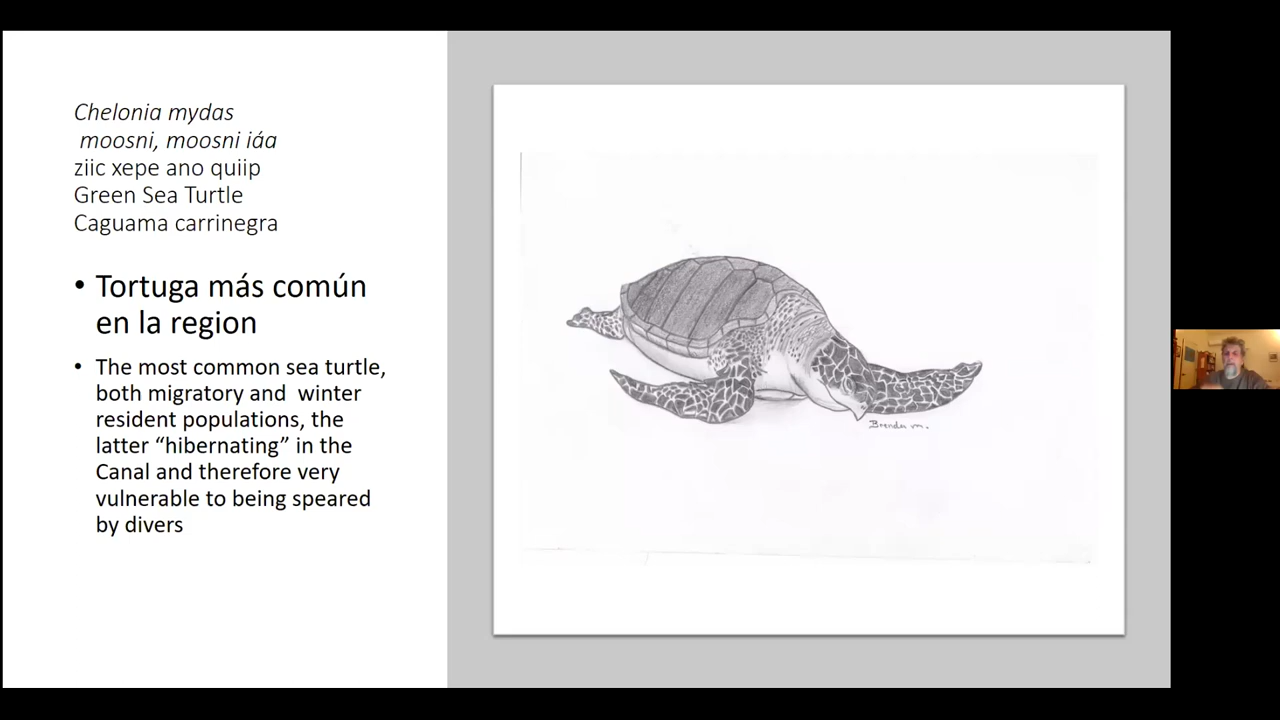 Chelonia mydas
moosni, moosni iáa
ziic xepe ano quiip
Green Sea Turtle
Caguama carrinegra
• Tortuga más común
en la region
• The most common sea turtle,
both migratory and winter
resident populations, the
latter “hibernating” in the
Canal and therefore very
vulnerable to being speared
by divers
Brenda m.